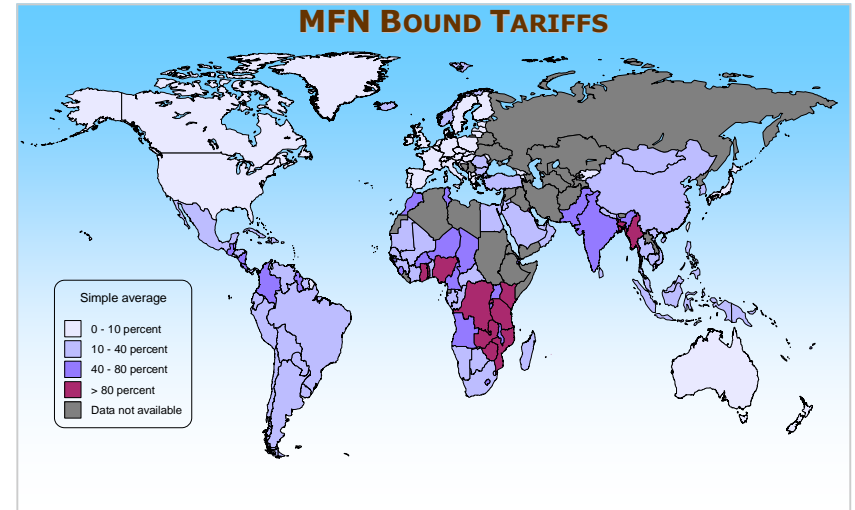 MFN BOUND TARIFFS
Simple average
0 - 10 percent
10 - 40 percent
40 - 80 percent
> 80 percent
Data not available